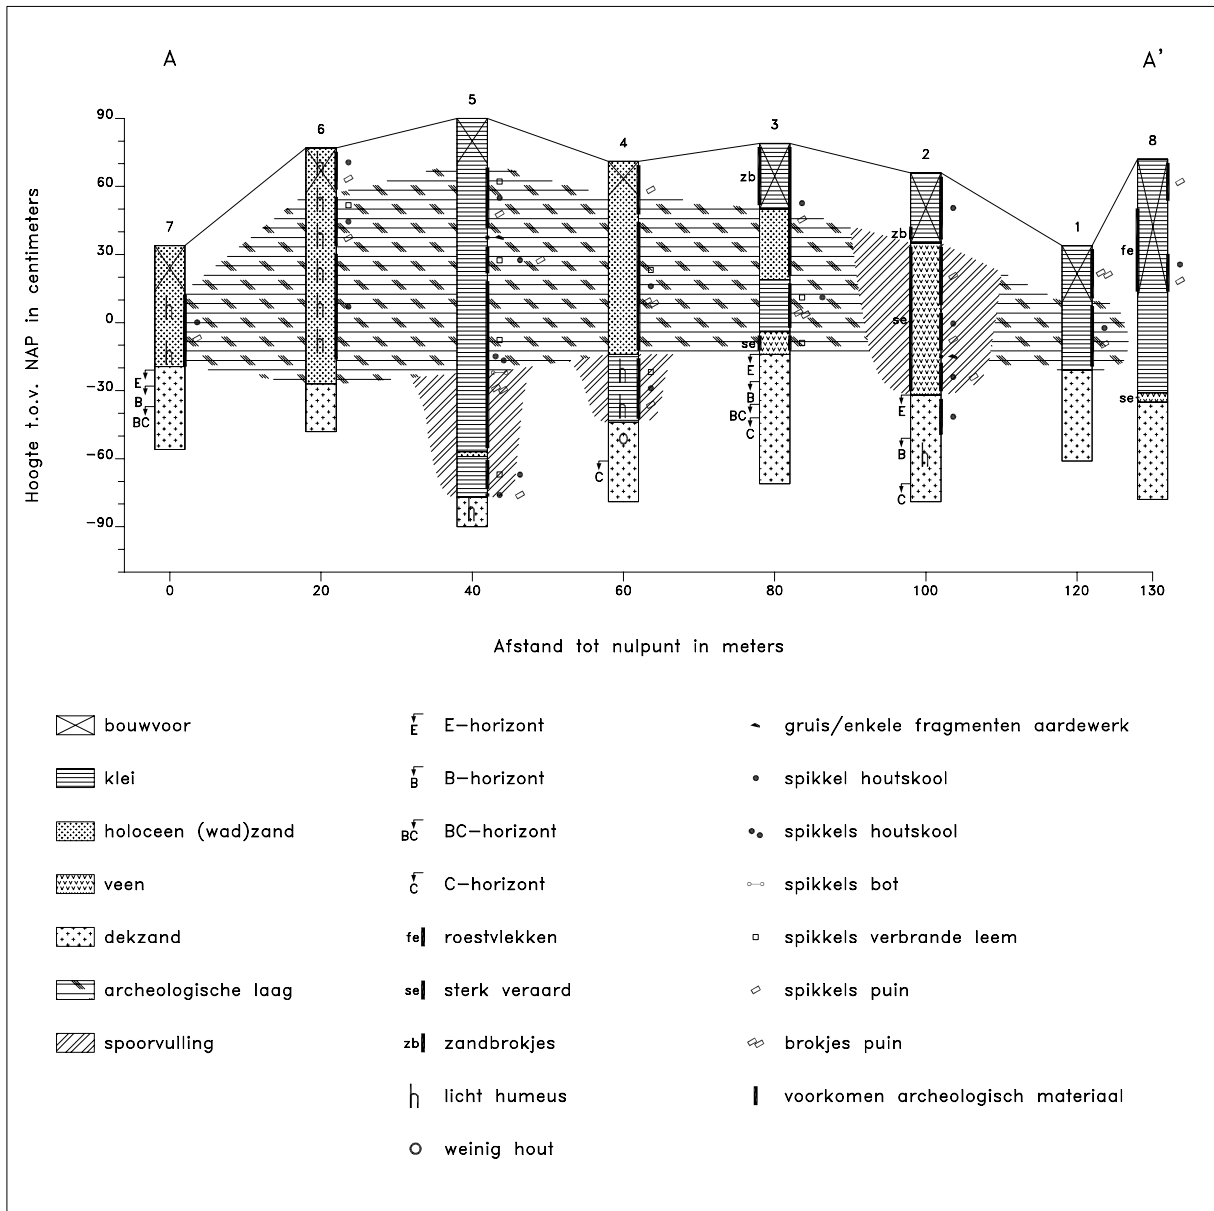 A A'
5
6 4 3 2 8
7 1
90
60
30
0
-30
-60
-90
Hoogte t.o.v. NAP in centimeters
h
h
h
h
h
h
h
E
B
BC
h
h
h
o
C
zb
se
E
B
BC
C
zb
se
E
B
h
C
fe
se
0 20 40 60 80 100 120 130
Afstand tot nulpunt in meters
bouwvoor
klei
holoceen (wad)zand
veen
dekzand
archeologische laag
spoorvulling
E E-horizont
B B-horizont
BC BC-horizont
C C-horizont
fe roestvlekken
se sterk veraard
zb zandbrokjes
h licht humeus
o weinig hout
gruis/enkele fragmenten aardewerk
spikkel houtskool
spikkels houtskool
spikkels bot
spikkels verbrande leem
spikkels puin
brokjes puin
voorkomen archeologisch materiaal